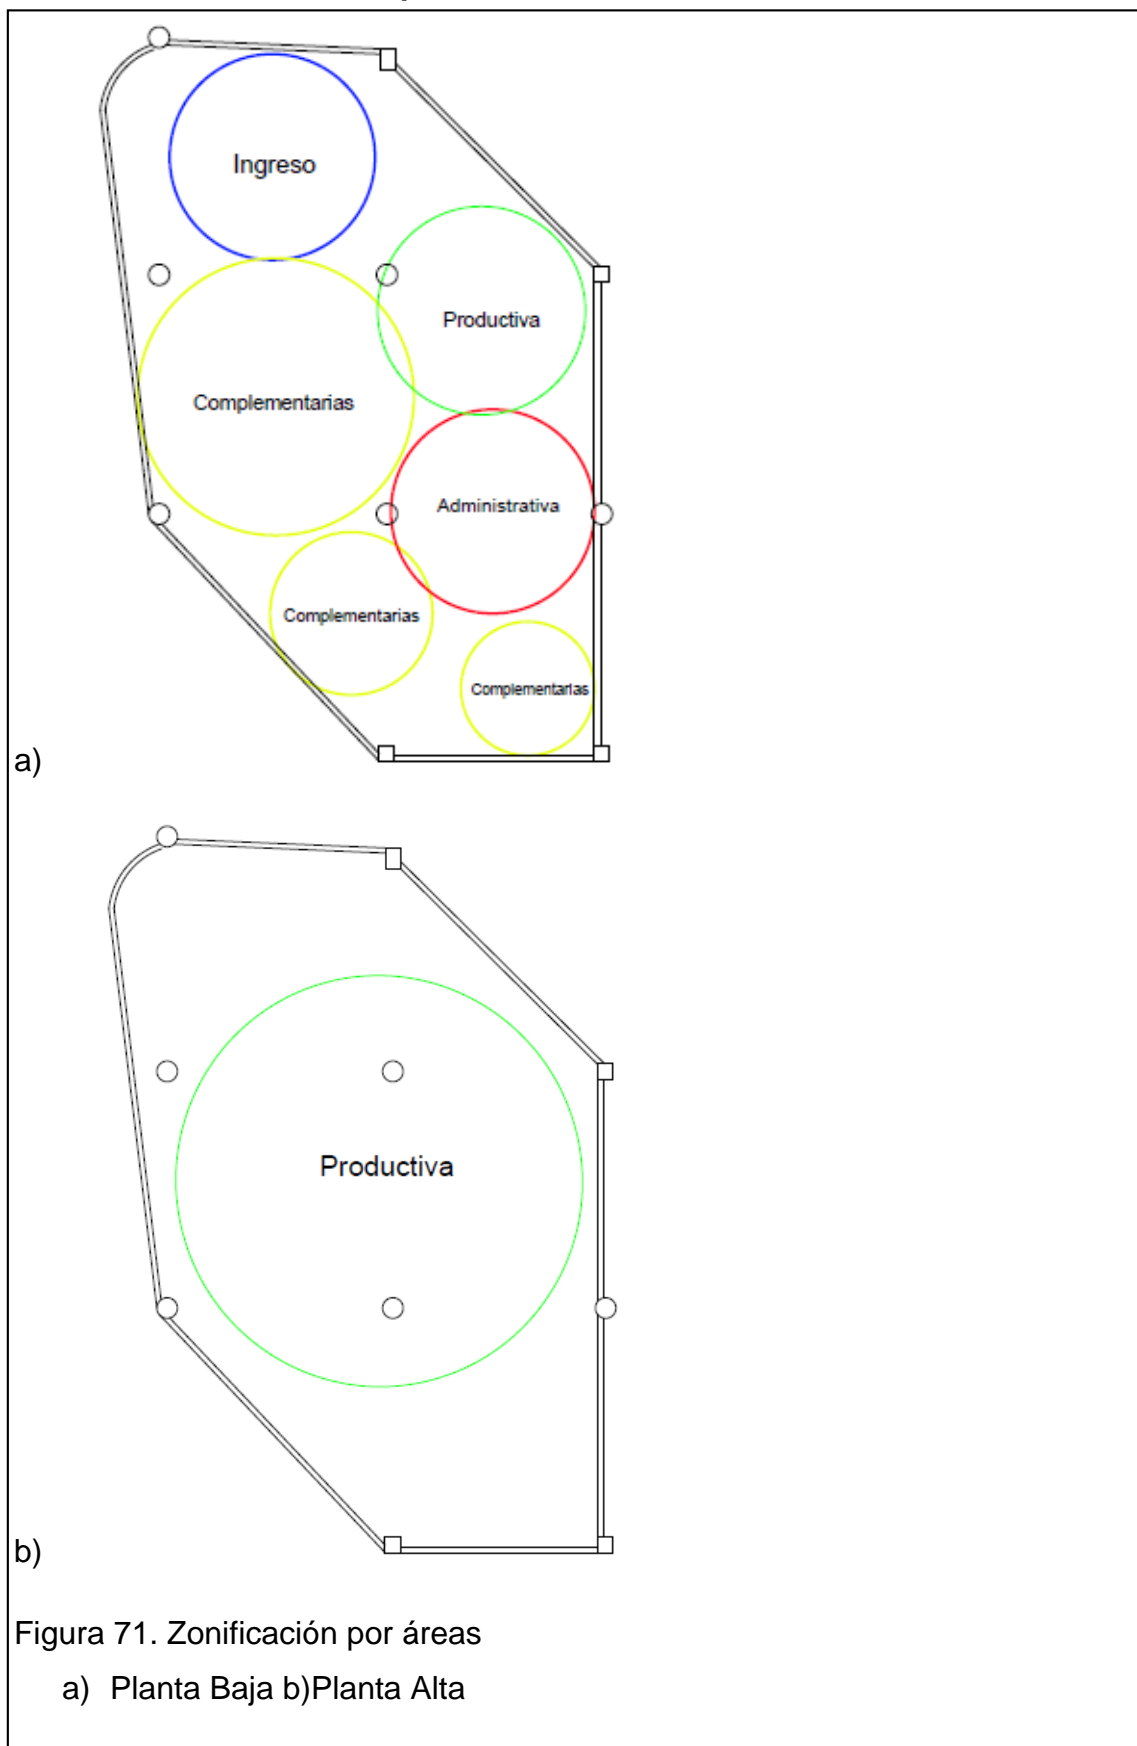 Ingreso
Productiva
Complementarias
Administrativa
Complementarias
Complementarias
a)
Productiva
b)
Figura 71. Zonificación por áreas
a) Planta Baja b)Planta Alta